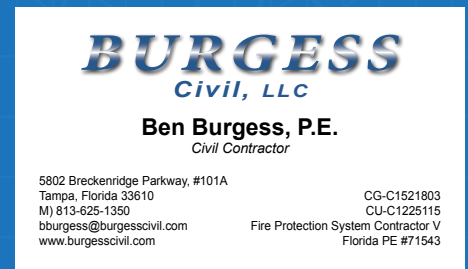 BURGESS
Civil, LLC
Ben Burgess, P.E.
Civil Contractor
5802 Breckenridge Parkway, #101A
Tampa, Florida 33610
M) 813-625-1350
bburgess@burgesscivil.com
www.burgesscivil.com
CG-C1521803
CU-C1225115
Fire Protection System Contractor V
Florida PE #71543